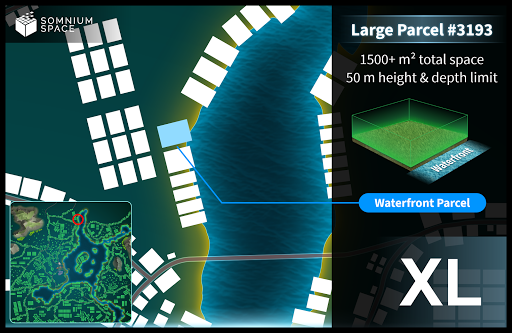 SOMNIUM
SPACE
Large Parcel #3193
1500+ m² total space
50 m height & depth limit
Waterfront
Waterfront Parcel
XL